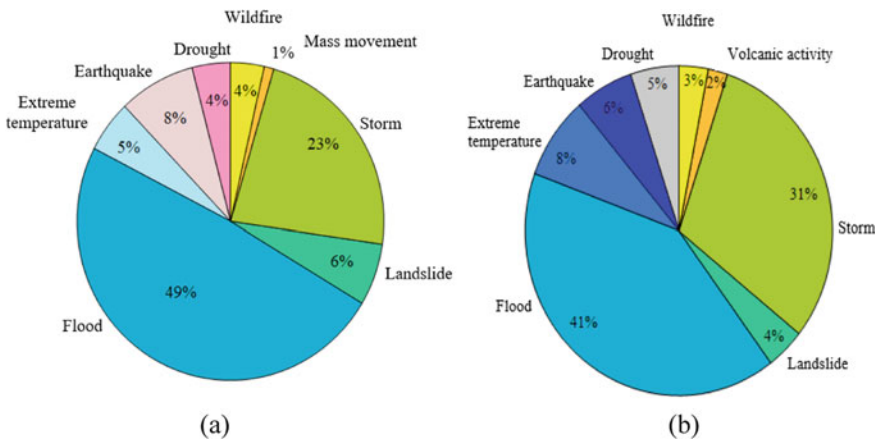 Wildfire
Mass movement
1%
Drought
4%
4%
Earthquake
8%
Extreme
temperature
5%
Storm
23%
Landslide
6%
Flood
49%
(a)
Wildfire
Volcanic activity
Drought
5%
3%
2%
Earthquake
6%
Extreme
temperature
8%
31%
Storm
Flood
41%
4%
Landslide
(b)